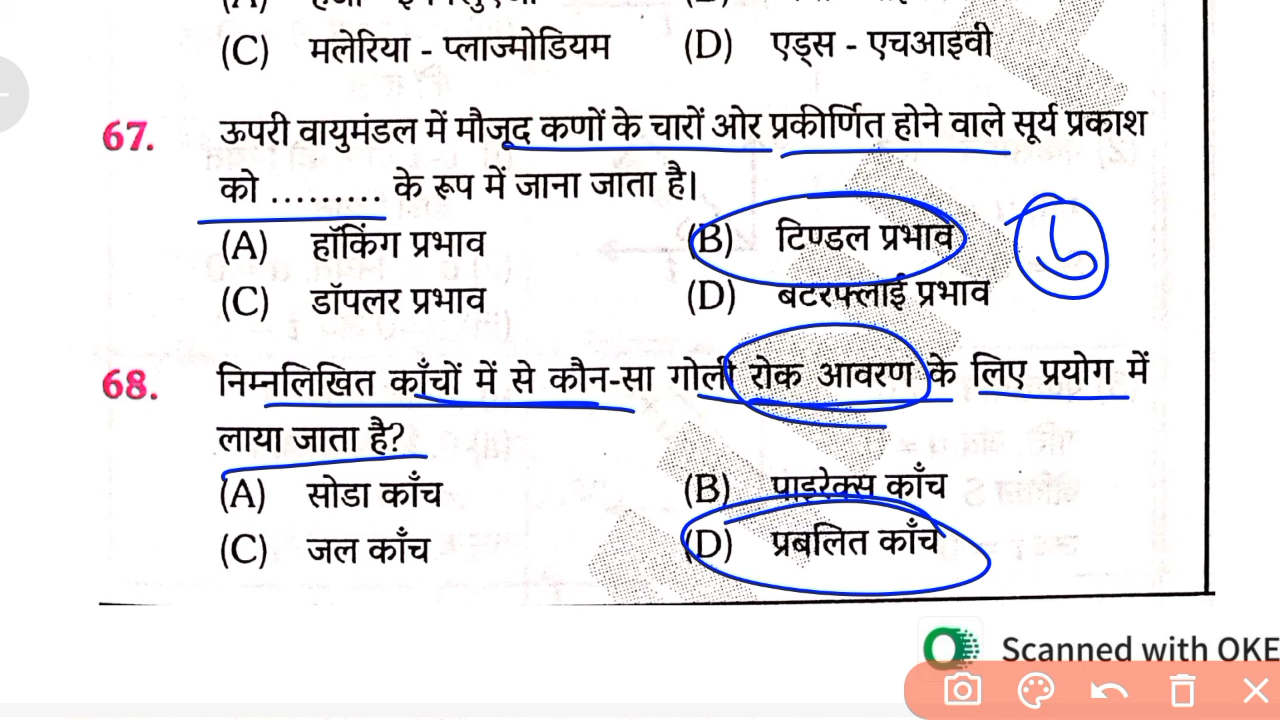 (C) मलेरिया - प्लाज्मोडियम (D) एड्स - एचआइवी
67. ऊपरी वायुमंडल में मौजूद कणों के चारों ओर प्रकीर्णित होने वाले सूर्य प्रकाश
को ......... के रूप में जाना जाता है।
(A) हॉकिंग प्रभाव (B) टिण्डल प्रभाव
(C) डॉपलर प्रभाव (D) बटरफ्लाई प्रभाव
68. निम्नलिखित काँचों में से कौन-सा गोली रोक आवरण के लिए प्रयोग में
लाया जाता है?
(A) सोडा काँच (B) पाइरेक्स काँच
(C) जल काँच (D) प्रबलित काँच
Scanned with OKE